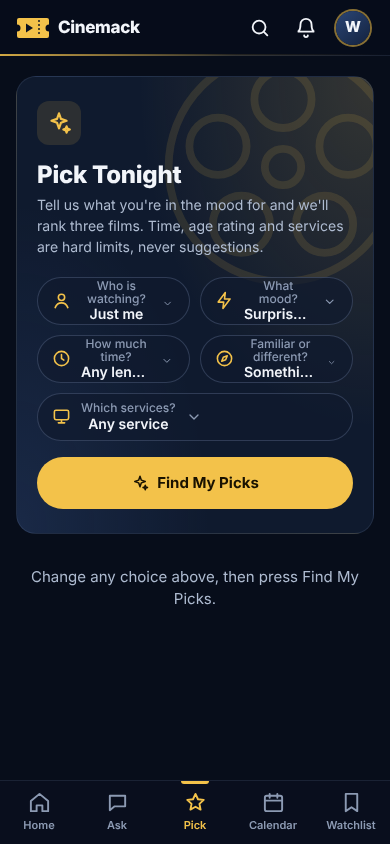 Cinemack
W
Pick Tonight
Tell us what you're in the mood for and we'll
rank three films. Time, age rating and services
are hard limits, never suggestions.
Who is
watching?
Just me
What
mood?
Surpris...
How much
time?
Any len...
Familiar or
different?
Somethi...
Which services?
Any service
Find My Picks
Change any choice above, then press Find My
Picks.
Home
Ask
Pick
Calendar
Watchlist